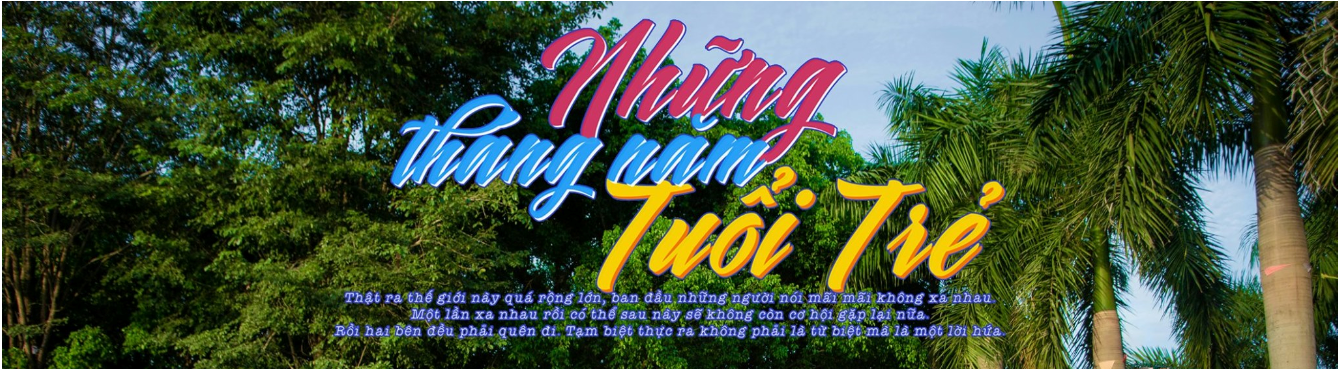 Những
tháng năm
Tuổi Trẻ
Thật ra thế giới này quá rộng lớn, ban đầu những người nói mãi mãi không xa nhau.
Một lần xa nhau rồi có thể sau này sẽ không còn cơ hội gặp lại nữa.
Rồi hai bên đều phải quên đi. Tạm biệt thực ra không phải là từ biệt mà là một lời hứa.